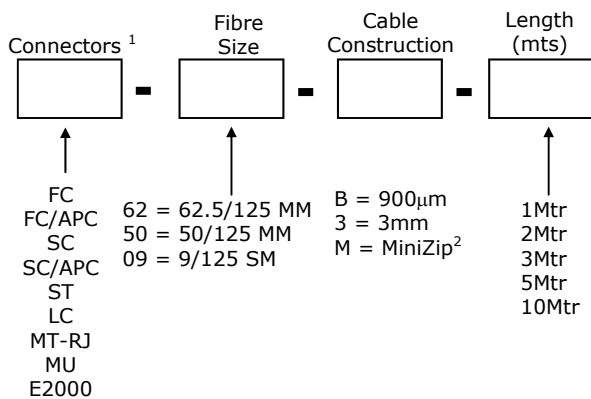 Connectors ¹
Fibre
Size
Cable
Construction
Length
(mts)
- - -
FC
FC/APC
SC
SC/APC
ST
LC
MT-RJ
MU
E2000
62 = 62.5/125 MM
50 = 50/125 MM
09 = 9/125 SM
B = 900μm
3 = 3mm
M = MiniZip²
1Mtr
2Mtr
3Mtr
5Mtr
10Mtr